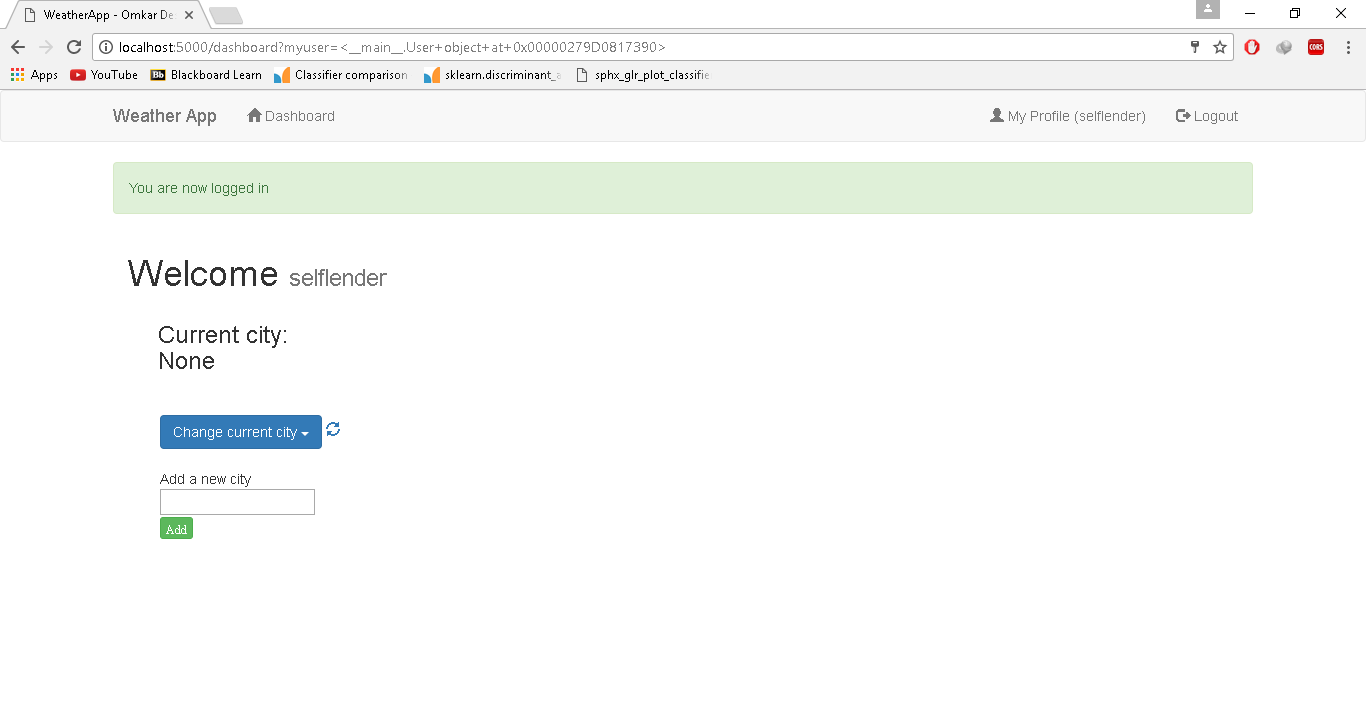 WeatherApp - Omkar De
localhost:5000/dashboard?myuser=<__main__.User+object+at+0x00000279D0817390>
CORS
Apps YouTube Bb Blackboard Learn Classifier comparison sklearn.discriminant_a sphx_glr_plot_classifie
Weather App Dashboard My Profile (selflender) Logout
You are now logged in
Welcome selflender
Current city:
None
Change current city
Add a new city
Add